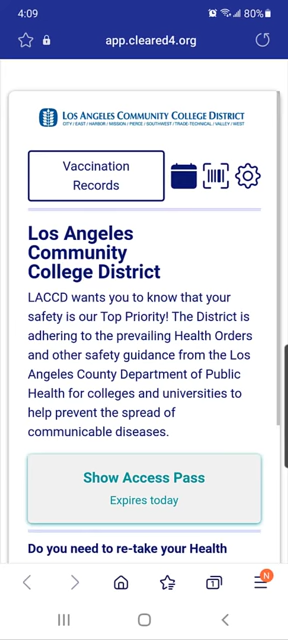 4:09
80%
app.cleared4.org
LOS ANGELES COMMUNITY COLLEGE DISTRICT
CITY / EAST / HARBOR / MISSION / PIERCE / SOUTHWEST / TRADE-TECHNICAL / VALLEY / WEST
Vaccination
Records
Los Angeles
Community
College District
LACCD wants you to know that your
safety is our Top Priority! The District is
adhering to the prevailing Health Orders
and other safety guidance from the Los
Angeles County Department of Public
Health for colleges and universities to
help prevent the spread of
communicable diseases.
Show Access Pass
Expires today
Do you need to re-take your Health
1
N